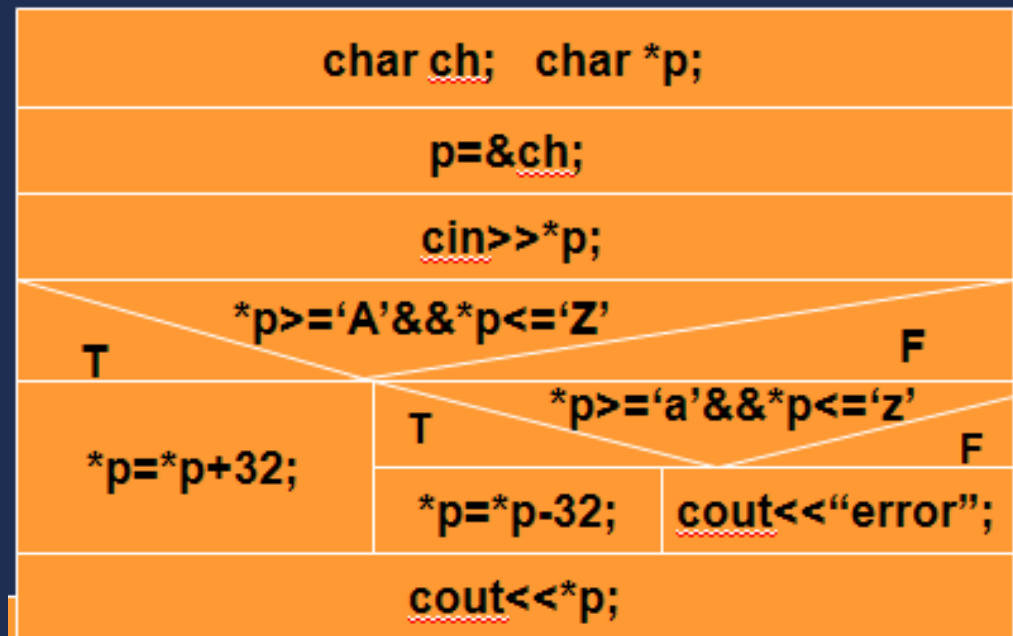 char ch; char *p;
p=&ch;
cin>>*p;
*p>=‘A’&&*p<=‘Z’
T
F
*p>=‘a’&&*p<=‘z’
T
F
*p=*p+32;
*p=*p-32;
cout<<“error”;
cout<<*p;